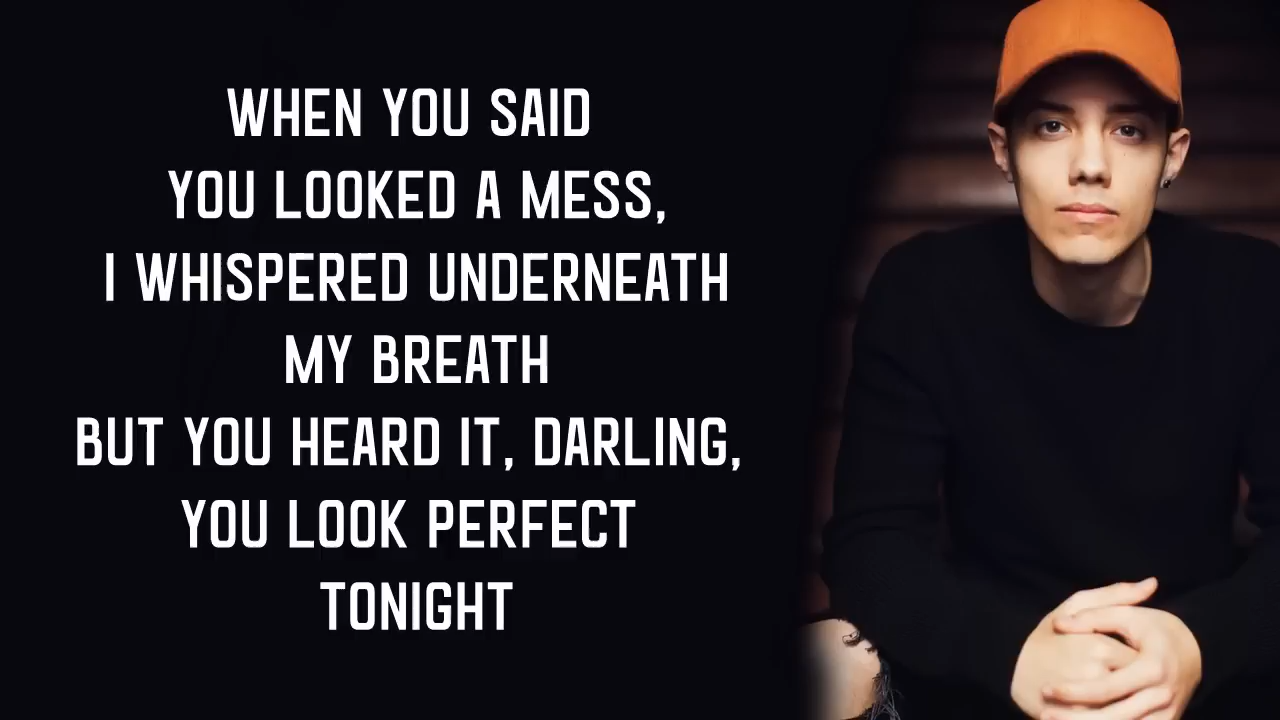 WHEN YOU SAID
YOU LOOKED A MESS,
I WHISPERED UNDERNEATH
MY BREATH
BUT YOU HEARD IT, DARLING,
YOU LOOK PERFECT
TONIGHT